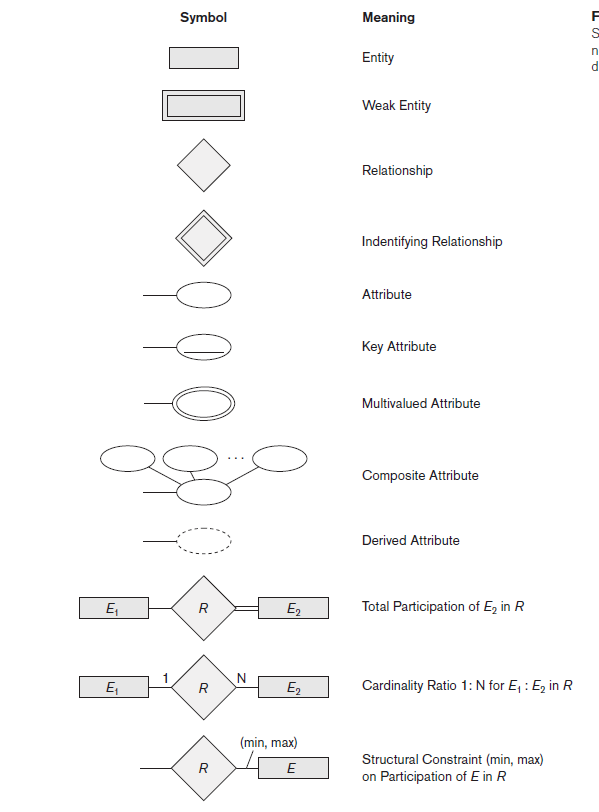 Symbol Meaning F
S
n
d
Entity
Weak Entity
Relationship
Indentifying Relationship
Attribute
Key Attribute
Multivalued Attribute
. . .
Composite Attribute
Derived Attribute
E₁ R E₂ Total Participation of E₂ in R
E₁ 1 R N E₂ Cardinality Ratio 1: N for E₁ : E₂ in R
(min, max)
R E Structural Constraint (min, max)
on Participation of E in R